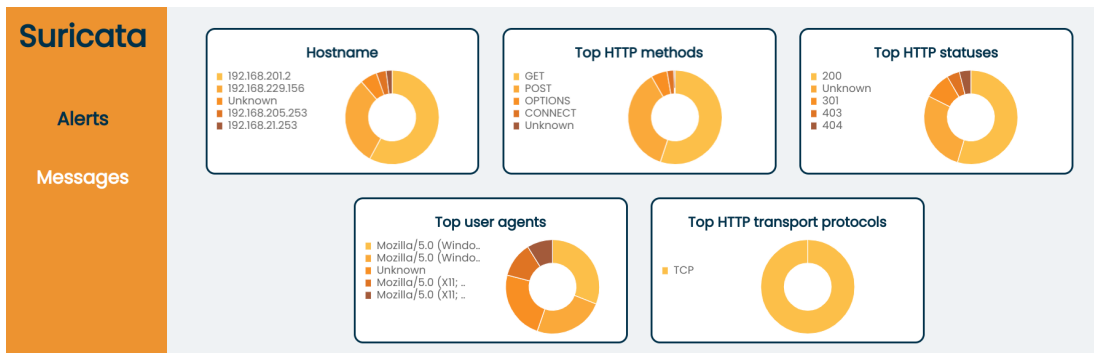 Suricata
Alerts
Messages
Hostname
192.168.201.2
192.168.229.156
Unknown
192.168.205.253
192.168.21.253
Top HTTP methods
GET
POST
OPTIONS
CONNECT
Unknown
Top HTTP statuses
200
Unknown
301
403
404
Top user agents
Mozilla/5.0 (Windo..
Mozilla/5.0 (Windo..
Unknown
Mozilla/5.0 (X11; ..
Mozilla/5.0 (X11; ..
Top HTTP transport protocols
TCP